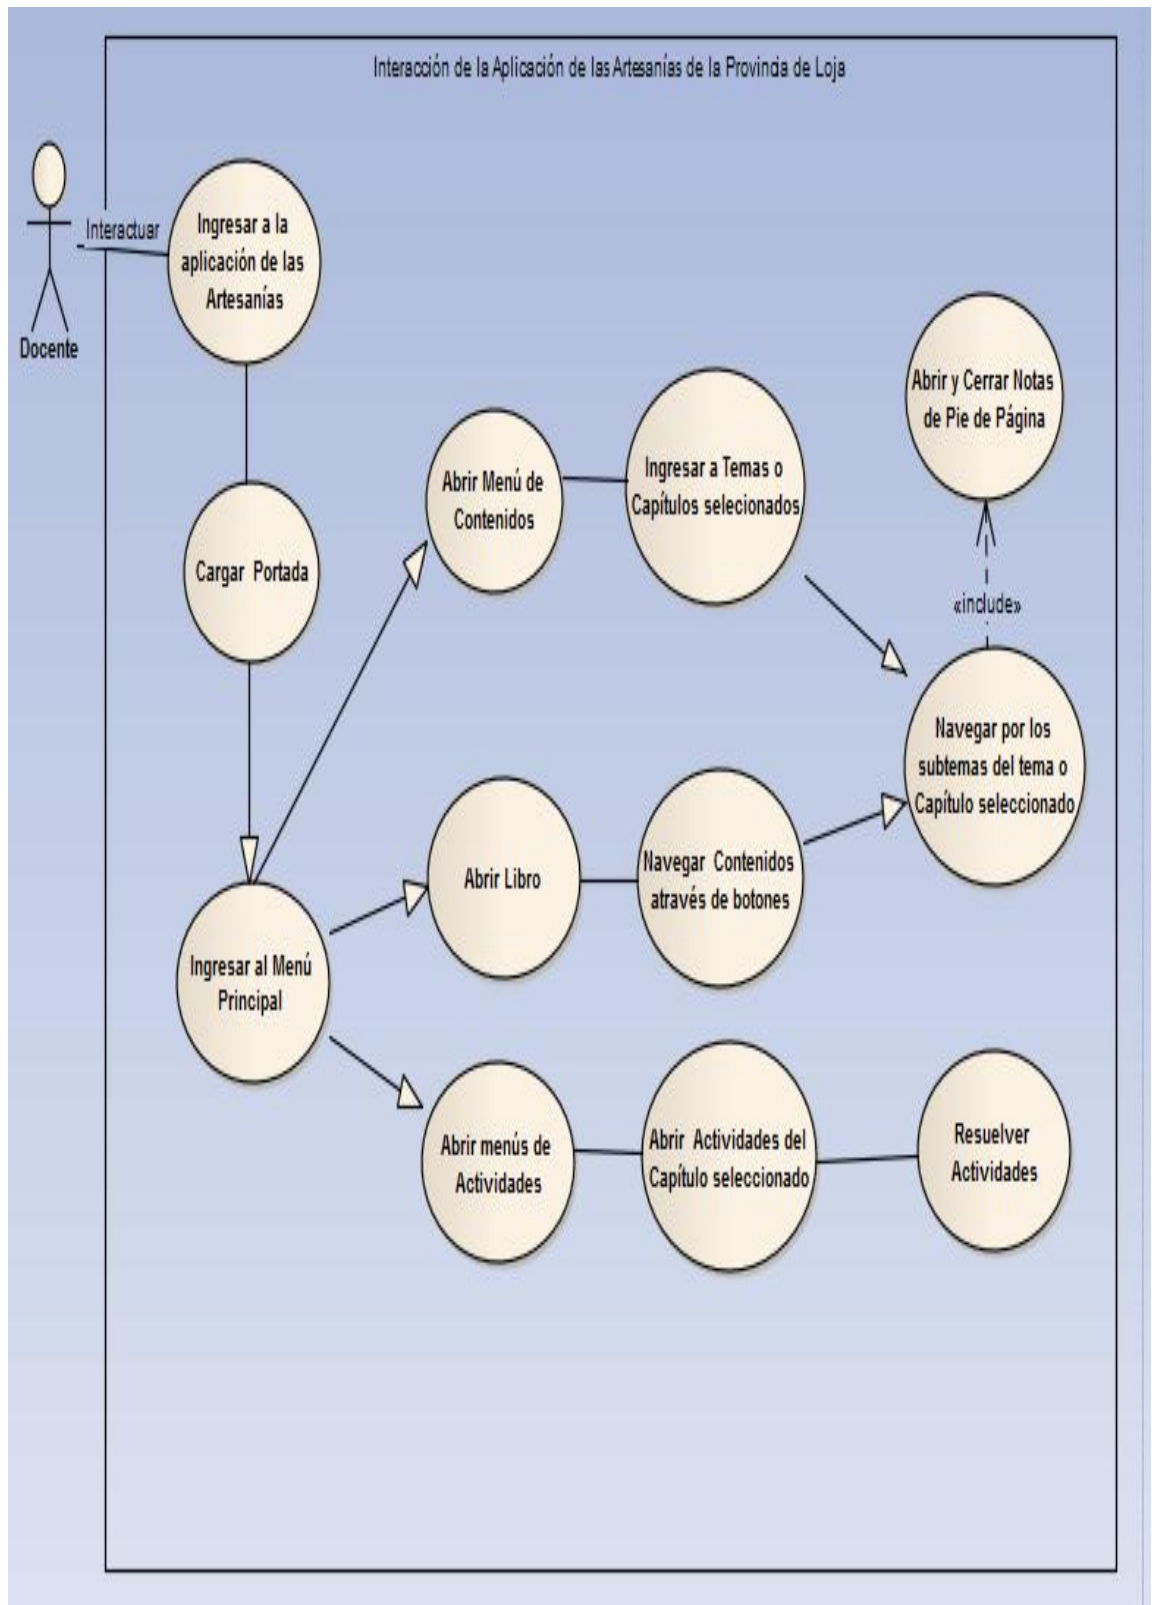 Interacción de la Aplicación de las Artesanías de la Provincia de Loja
Interactuar
Docente
Ingresar a la
aplicación de las
Artesanías
Cargar Portada
Ingresar al Menú
Principal
Abrir Menú de
Contenidos
Ingresar a Temas o
Capítulos selecionados
Abrir y Cerrar Notas
de Pie de Página
«include»
Navegar por los
subtemas del tema o
Capítulo seleccionado
Abrir Libro
Navegar Contenidos
através de botones
Abrir menús de
Actividades
Abrir Actividades del
Capítulo seleccionado
Resuelver
Actividades